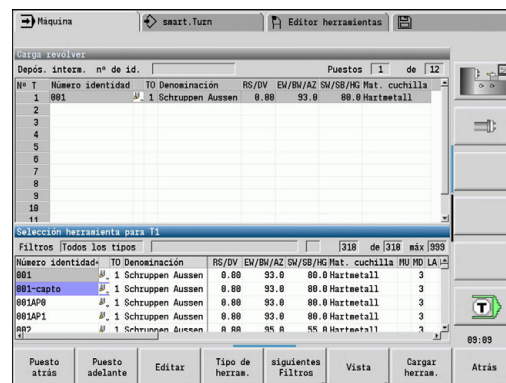 Máquina smart.Turn Editor herramientas
Carga revólver
Depós. interm. nº de id. Puestos 1 de 12
Nº T Número identidad TO Denominación RS/DV EW/BW/AZ SW/SB/HG Mat. cuchilla
1 001 1 Schruppen Aussen 0.80 93.0 80.0 Hartmetall
2
3
4
5
6
7
8
9
10
11
Selección herramienta para T1
Filtros Todos los tipos 318 de 318 máx 999
Número identidad TO Denominación RS/DV EW/BW/AZ SW/SB/HG Mat. cuchilla MU MD LA
001 1 Schruppen Aussen 0.80 93.0 80.0 Hartmetall 3
001-capto 1 Schruppen Aussen 0.80 93.0 80.0 Hartmetall 3
001AP0 1 Schruppen Aussen 0.80 93.0 80.0 Hartmetall 3
001AP1 1 Schruppen Aussen 0.80 93.0 80.0 Hartmetall 3
002 1 Schruppen Aussen 0.80 95.0 55.0 Hartmetall 3
T
09:09
Puesto atrás
Puesto adelante
Editar
Tipo de herram.
siguientes Filtros
Vista
Cargar herram.
Atrás